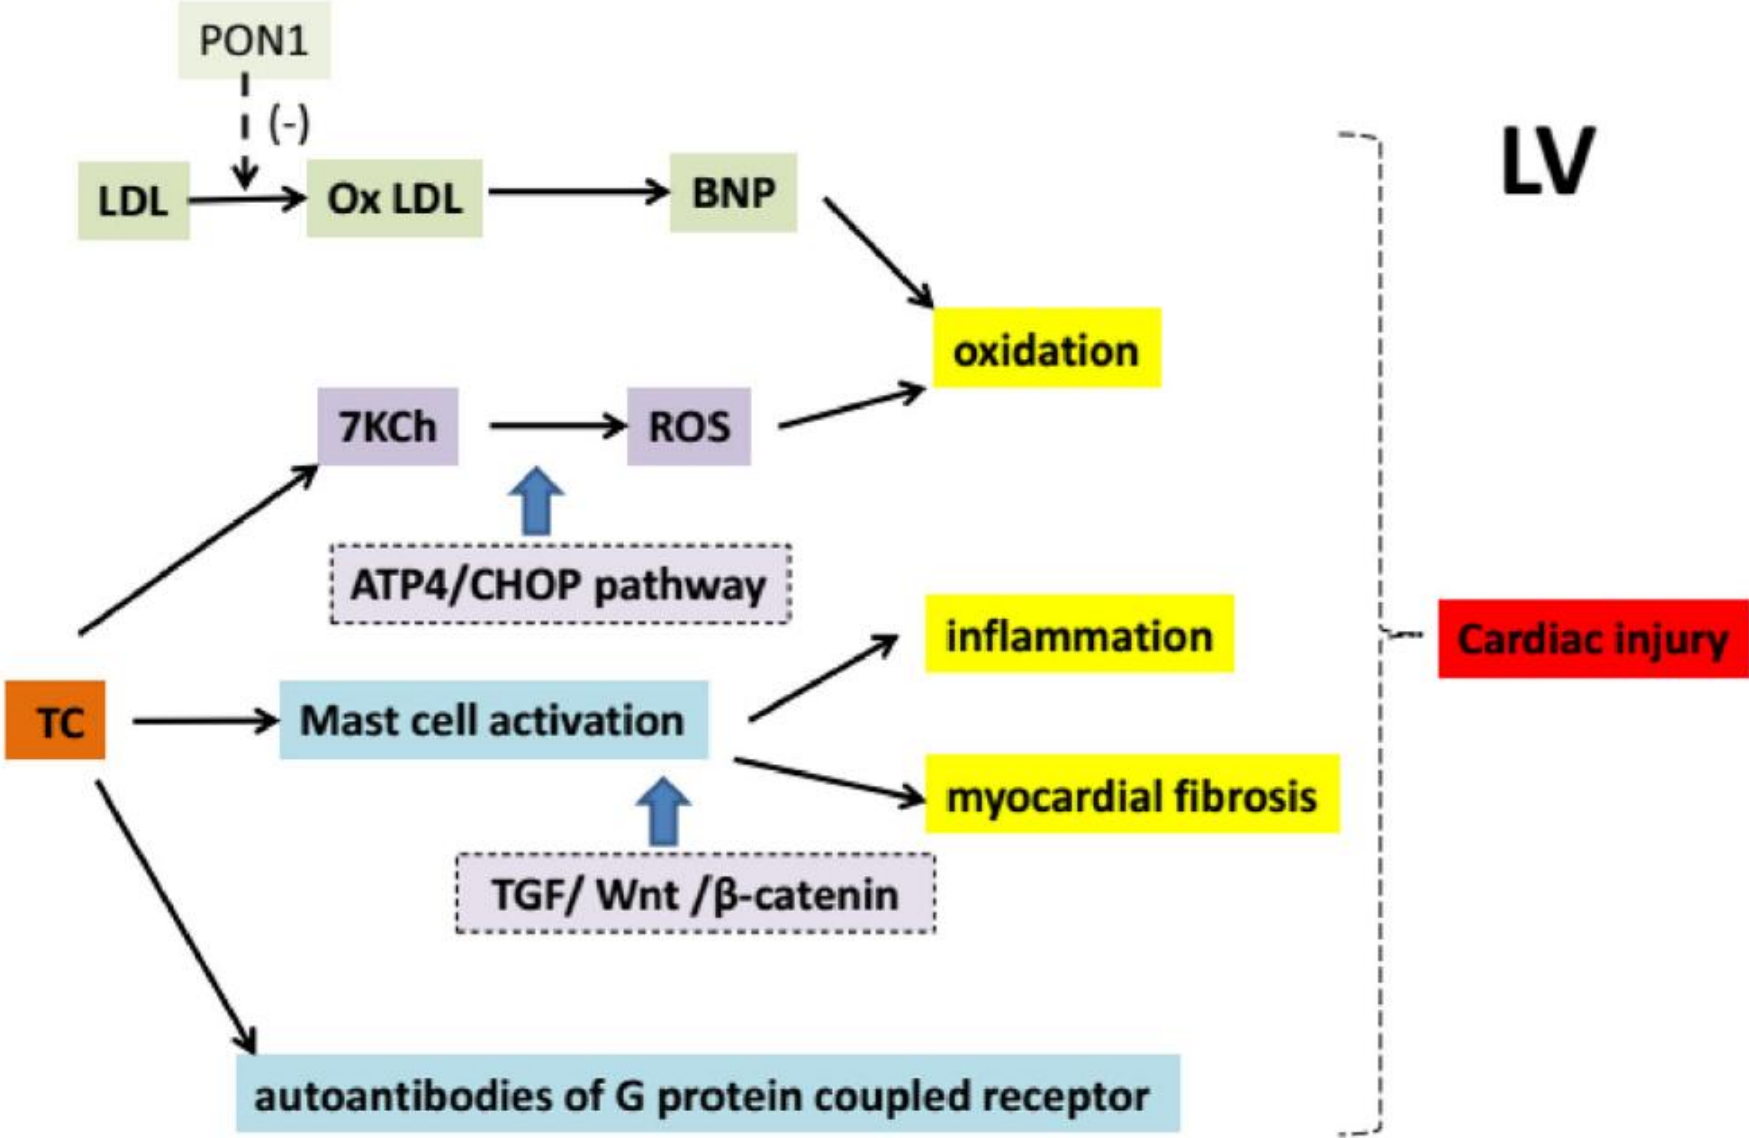 PON1
(-)
LV
LDL
Ox LDL
BNP
oxidation
7KCh
ROS
ATP4/CHOP pathway
inflammation
Cardiac injury
TC
Mast cell activation
myocardial fibrosis
TGF/ Wnt /β-catenin
autoantibodies of G protein coupled receptor